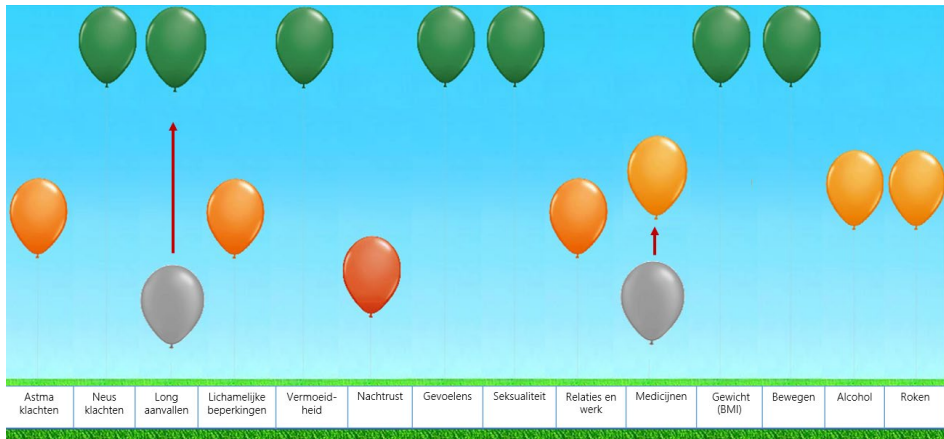 Astma
klachten
Neus
klachten
Long
aanvallen
Lichamelijke
beperkingen
Vermoeid-
heid
Nachtrust
Gevoelens
Seksualiteit
Relaties en
werk
Medicijnen
Gewicht
(BMI)
Bewegen
Alcohol
Roken